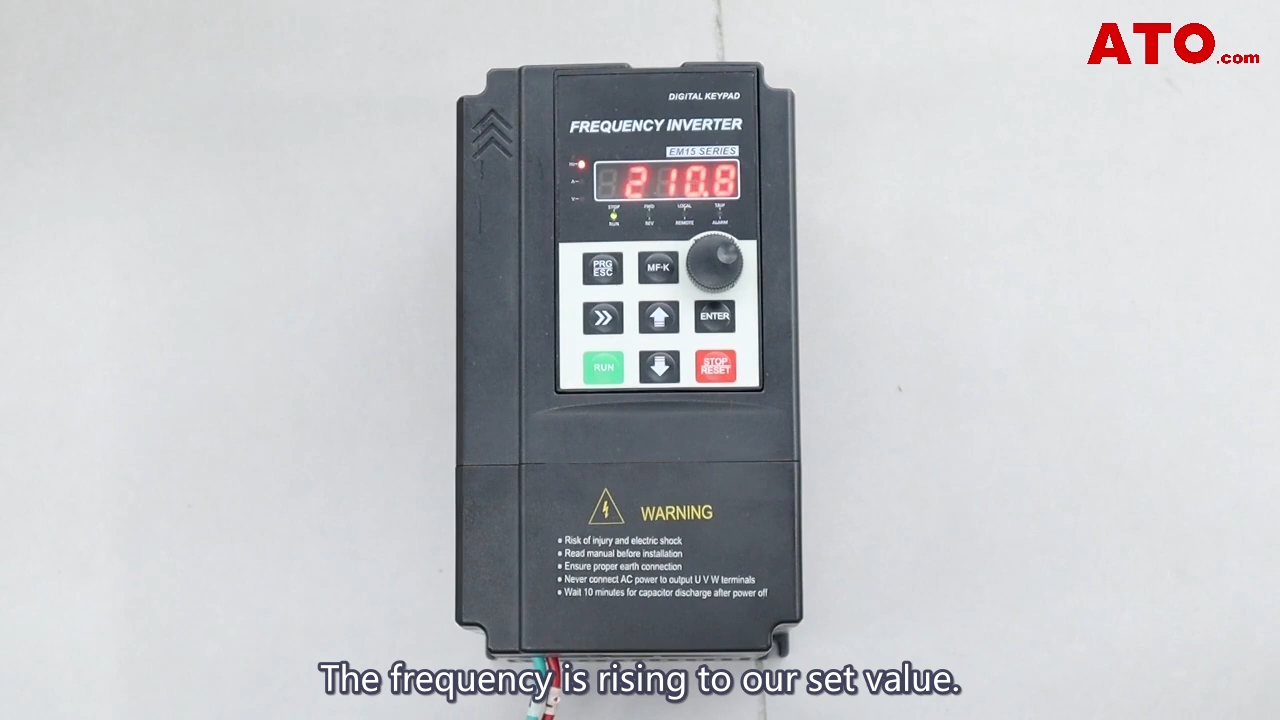 ATO.com
DIGITAL KEYPAD
FREQUENCY INVERTER
EM15 SERIES
Hz
210.8
A
V
STOP FWD LOCAL TRIP
RUN REV REMOTE ALARM
PRG ESC
MF-K
ENTER
RUN
STOP RESET
WARNING
• Risk of injury and electric shock
• Read manual before installation
• Ensure proper earth connection
• Never connect AC power to output U V W terminals
• Wait 10 minutes for capacitor discharge after power off
The frequency is rising to our set value.